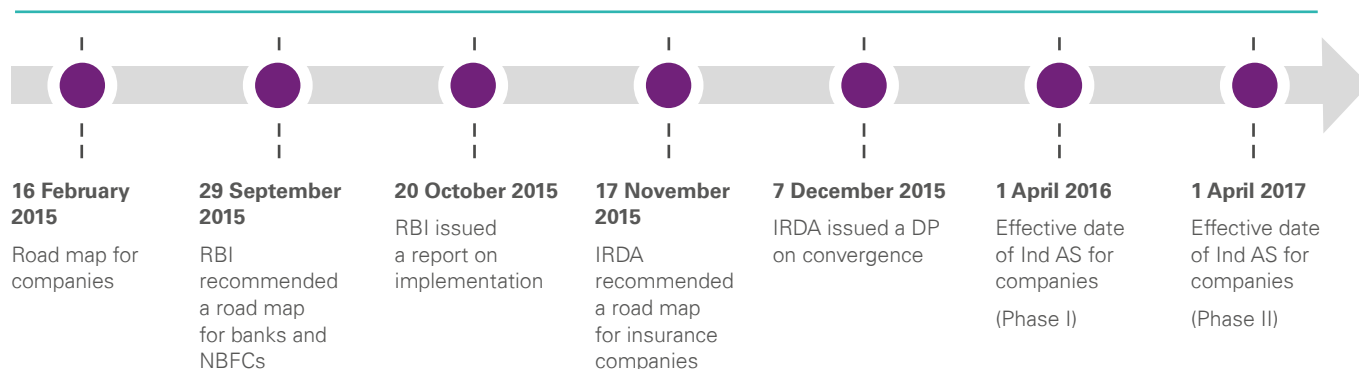 16 February
2015
Road map for
companies
29 September
2015
RBI
recommended
a road map
for banks and
NBFCs
20 October 2015
RBI issued
a report on
implementation
17 November
2015
IRDA
recommended
a road map
for insurance
companies
7 December 2015
IRDA issued a DP
on convergence
1 April 2016
Effective date
of Ind AS for
companies
(Phase I)
1 April 2017
Effective date
of Ind AS for
companies
(Phase II)